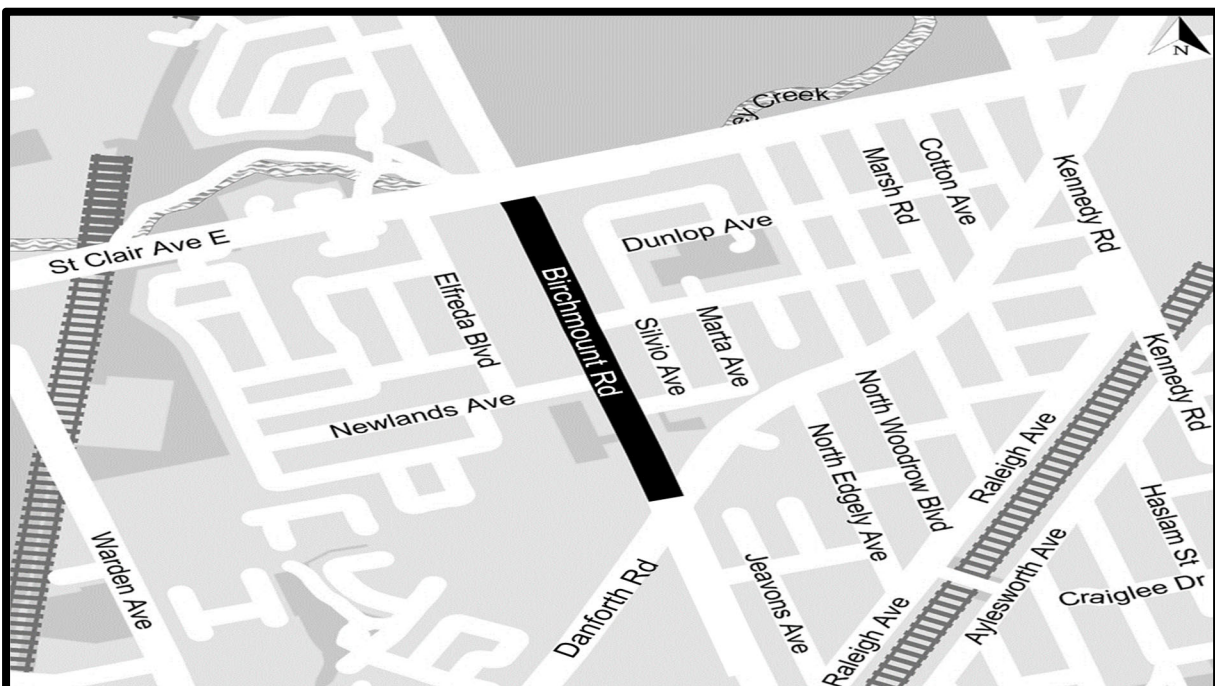 N
ey Creek
Cotton Ave
Marsh Rd
Kennedy Rd
Dunlop Ave
St Clair Ave E
Birchmount Rd
Elfreda Blvd
Silvio Ave
Marta Ave
Kennedy Rd
Newlands Ave
North Woodrow Blvd
North Edgely Ave
Raleigh Ave
Haslam St
Warden Ave
Danforth Rd
Jeavons Ave
Aylesworth Ave
Craiglee Dr
Raleigh Ave